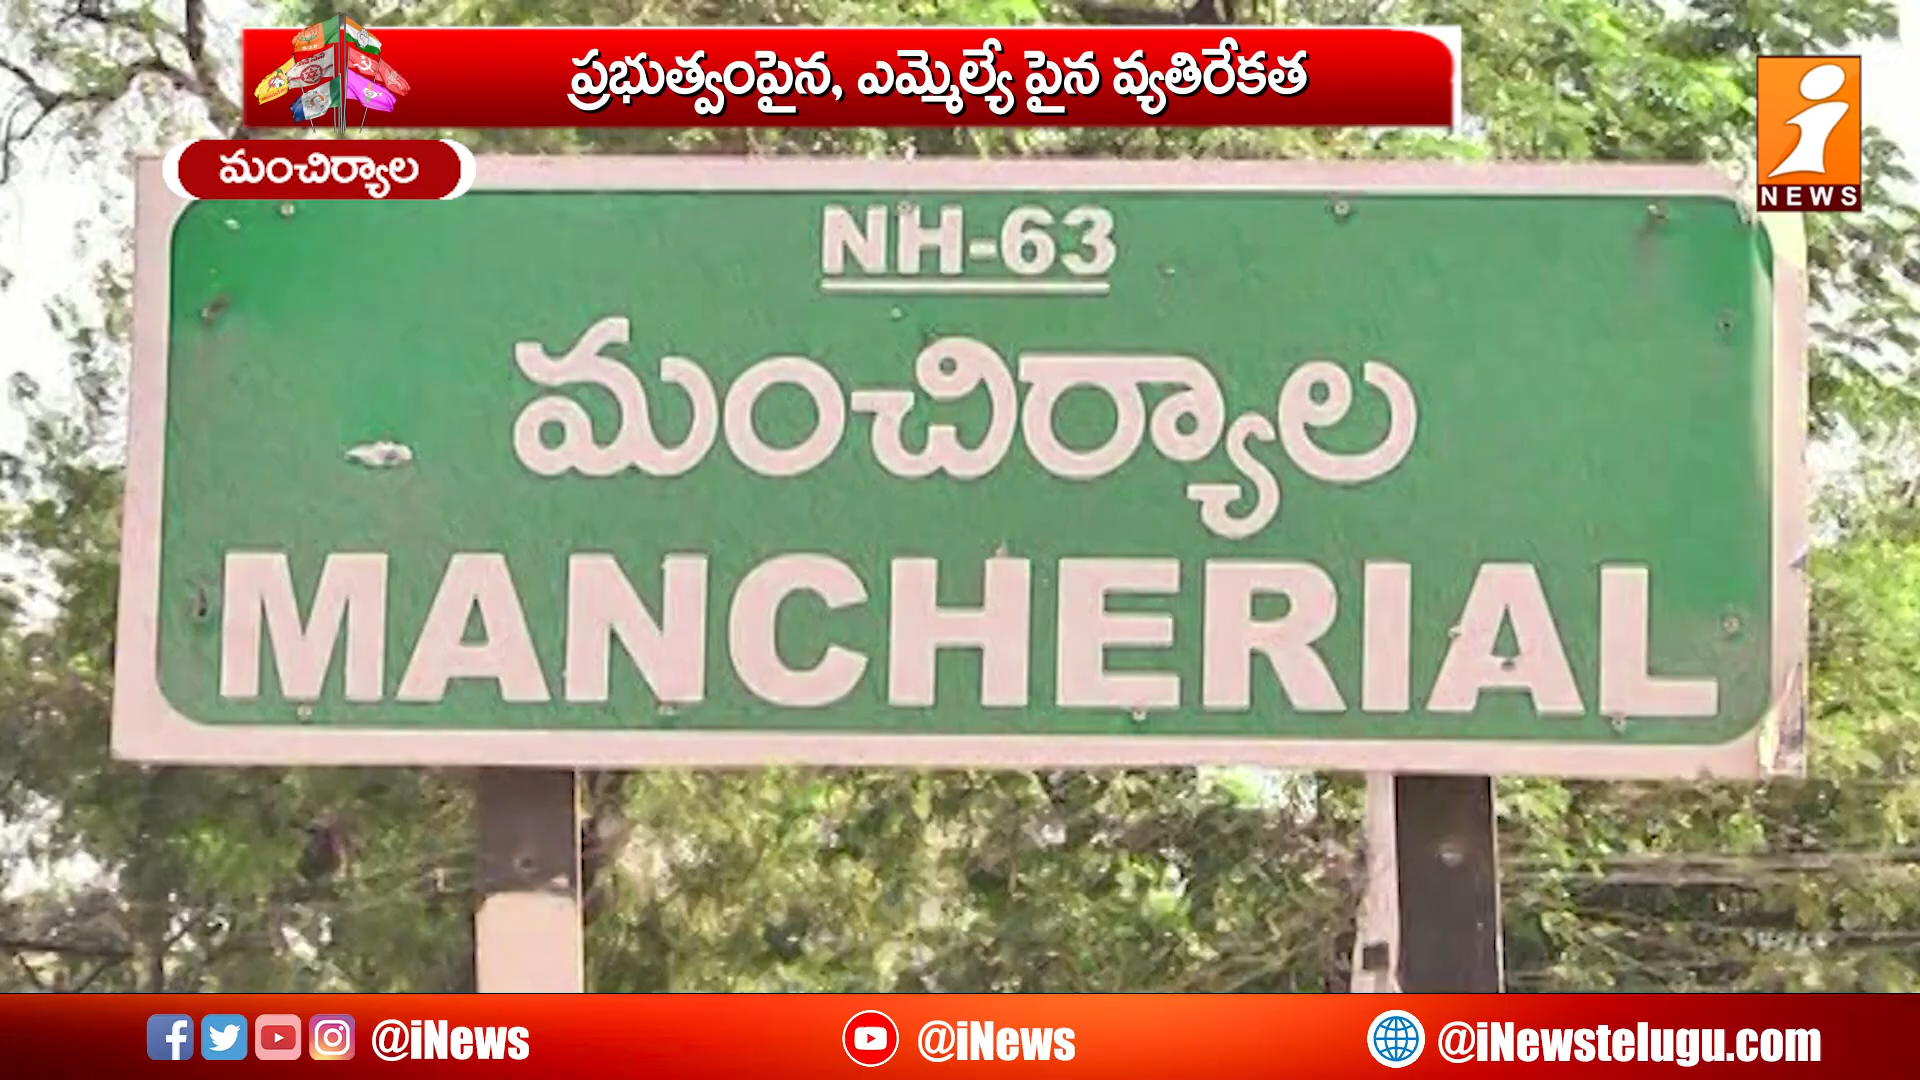 ప్రభుత్వంపైన, ఎమ్మెల్యే పైన వ్యతిరేకత
మంచిర్యాల
i
NEWS
NH-63
మంచిర్యాల
MANCHERIAL
@iNews
@iNews
@iNewstelugu.com